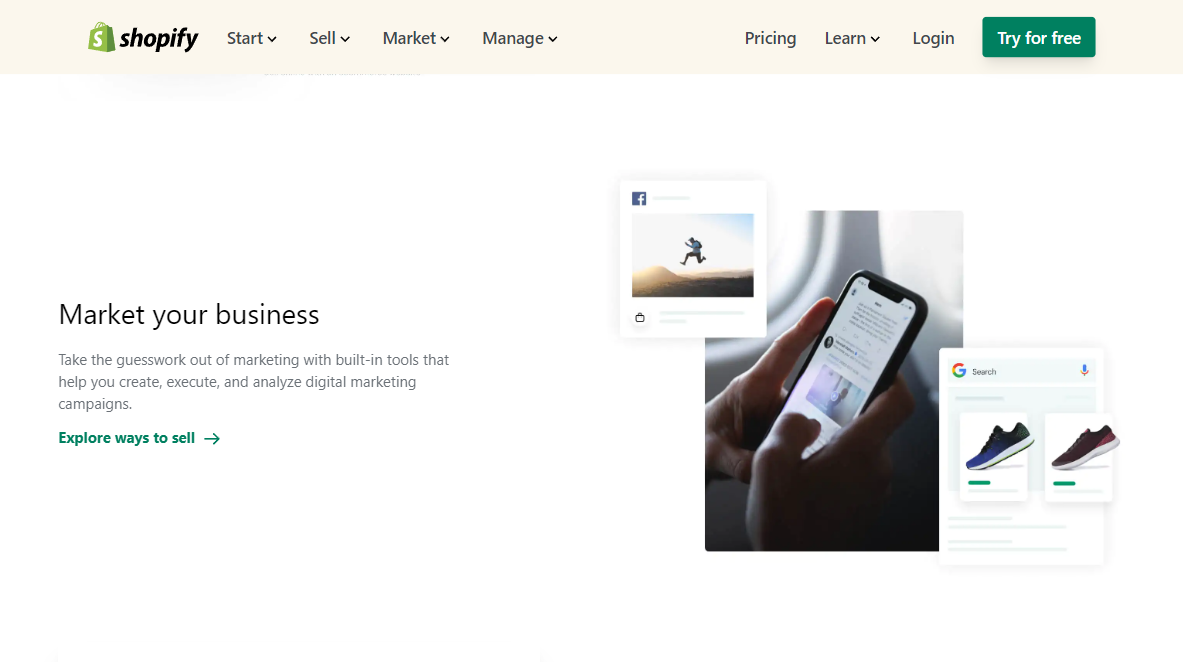 shopify
Start
Sell
Market
Manage
Pricing
Learn
Login
Try for free
Market your business
Take the guesswork out of marketing with built-in tools that
help you create, execute, and analyze digital marketing
campaigns.
Explore ways to sell
Search